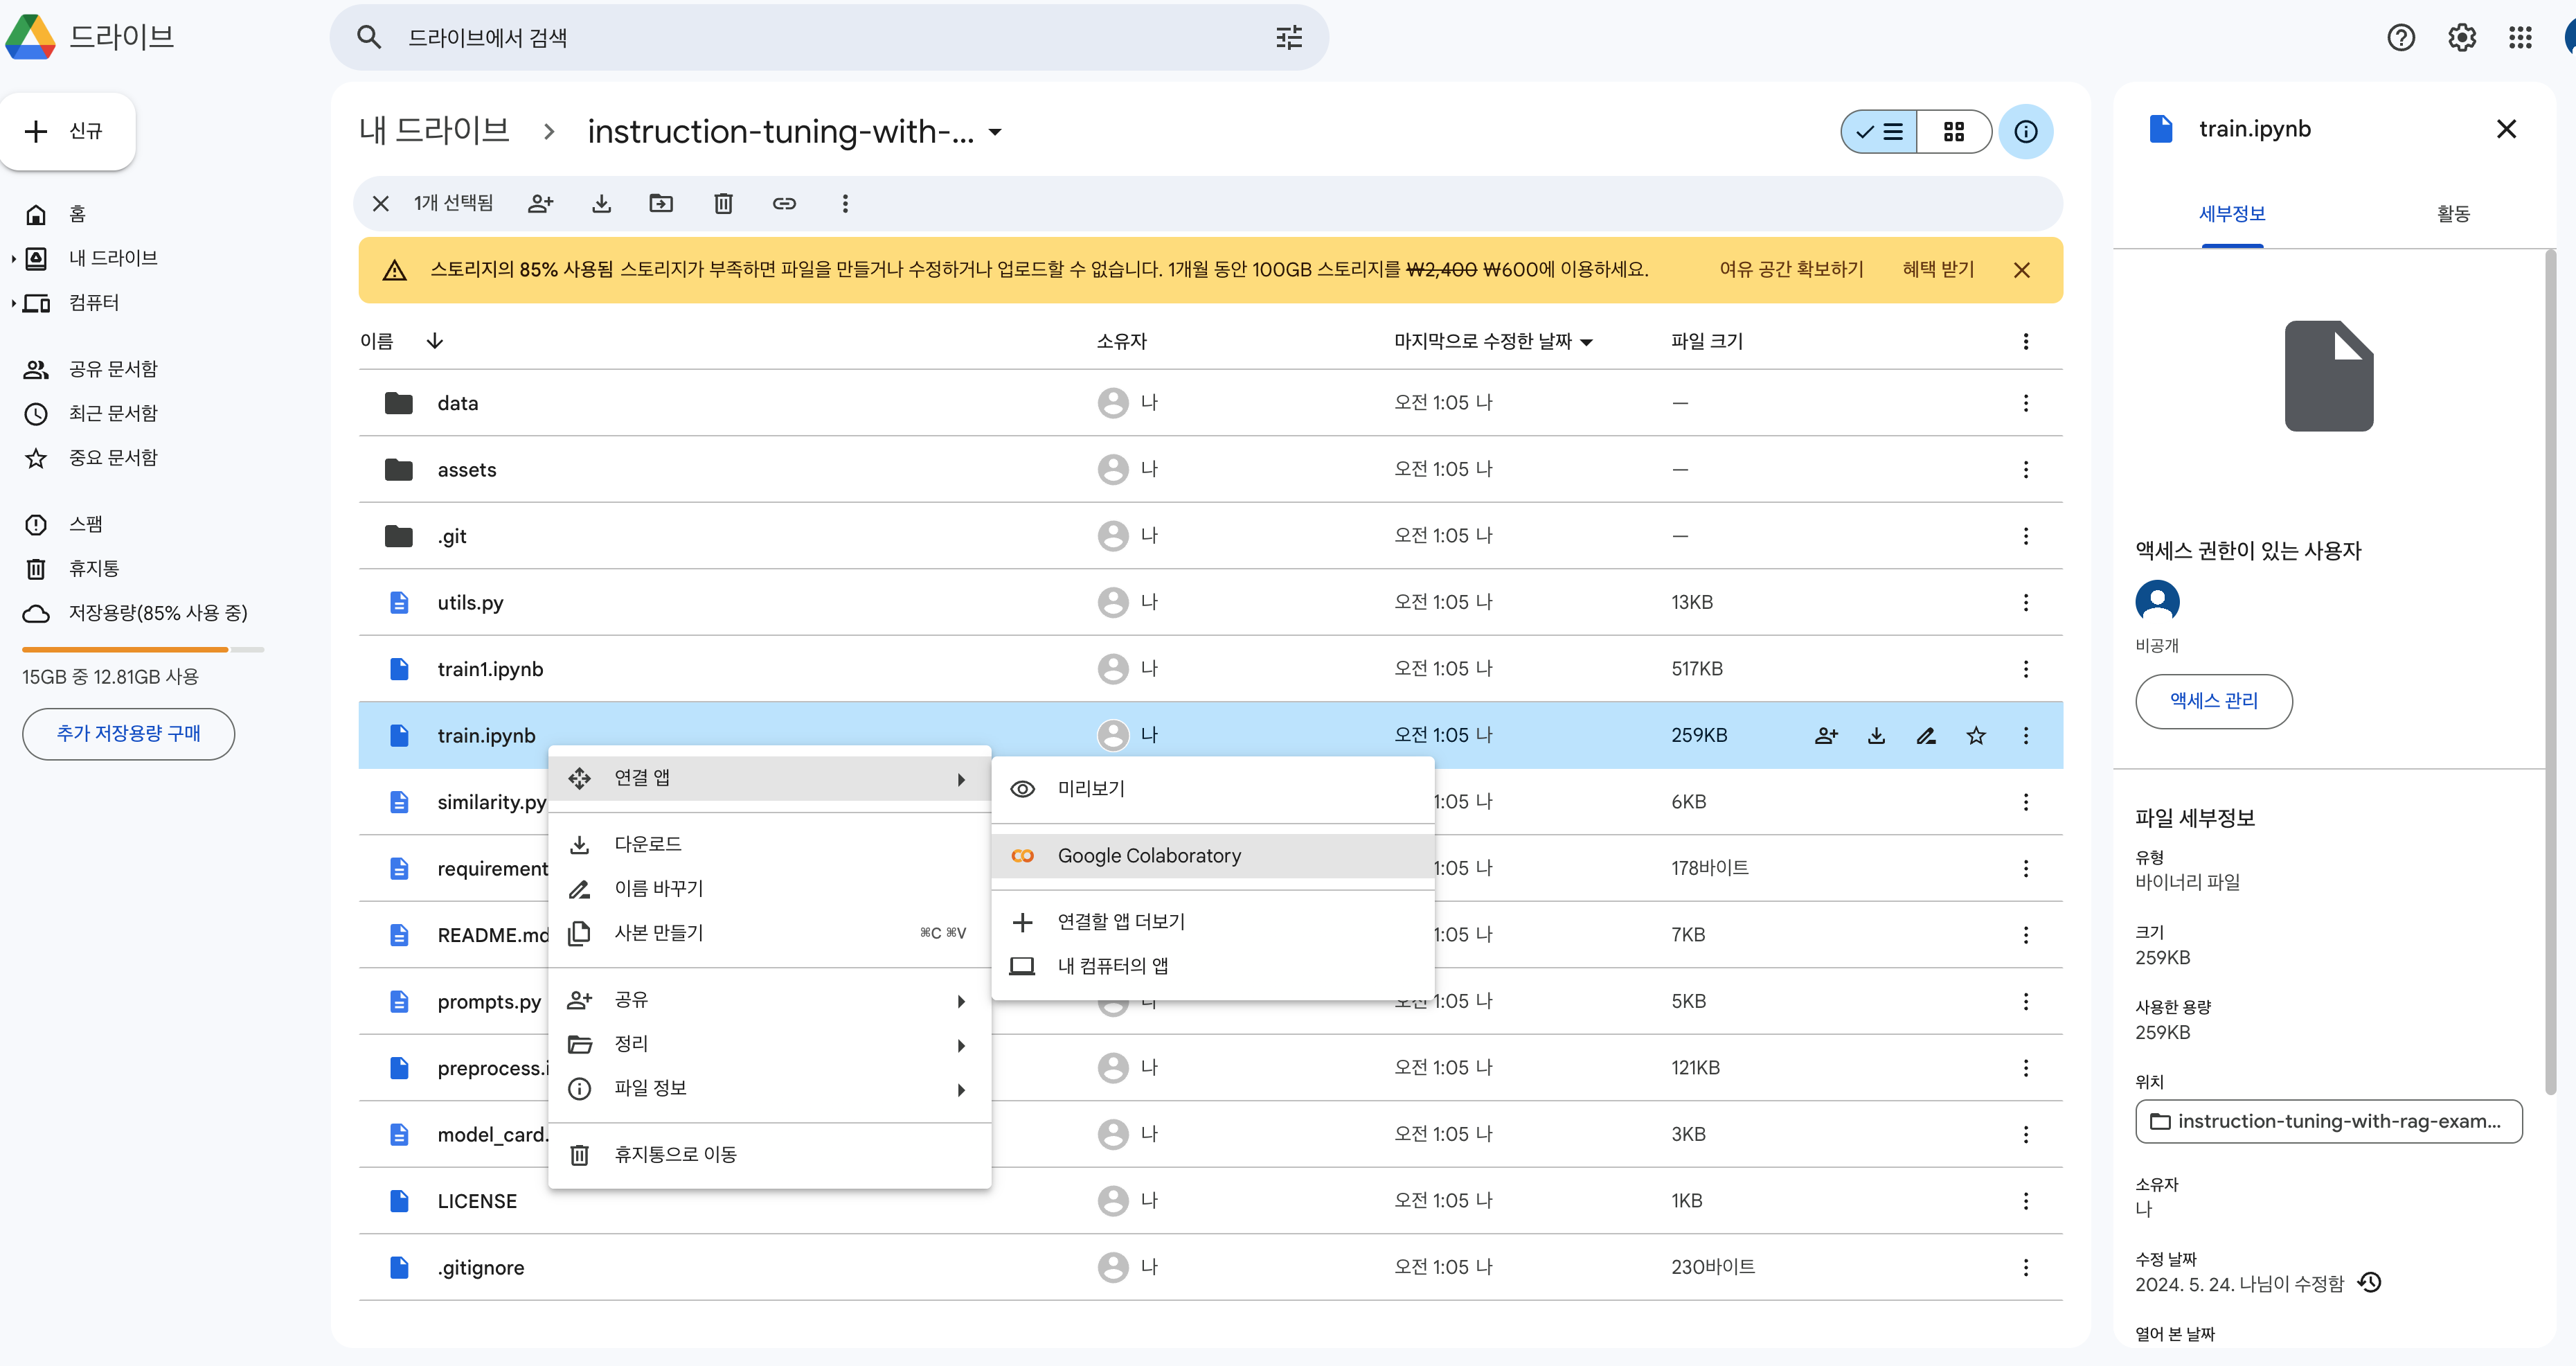 드라이브
드라이브에서 검색
신규
홈
내 드라이브
컴퓨터
공유 문서함
최근 문서함
중요 문서함
스팸
휴지통
저장용량(85% 사용 중)
15GB 중 12.81GB 사용
추가 저장용량 구매
내 드라이브 > instruction-tuning-with-...
1개 선택됨
스토리지의 85% 사용됨 스토리지가 부족하면 파일을 만들거나 수정하거나 업로드할 수 없습니다. 1개월 동안 100GB 스토리지를 ₩2,400 ₩600에 이용하세요. 여유 공간 확보하기 혜택 받기
이름 소유자 마지막으로 수정한 날짜 파일 크기
data 나 오전 1:05 나 —
assets 나 오전 1:05 나 —
.git 나 오전 1:05 나 —
utils.py 나 오전 1:05 나 13KB
train1.ipynb 나 오전 1:05 나 517KB
train.ipynb 나 오전 1:05 나 259KB
similarity.py 1:05 나 6KB
requirement 1:05 나 178바이트
README.md 1:05 나 7KB
prompts.py 나 오전 1:05 나 5KB
preprocess.i 나 오전 1:05 나 121KB
model_card. 나 오전 1:05 나 3KB
LICENSE 나 오전 1:05 나 1KB
.gitignore 나 오전 1:05 나 230바이트
연결 앱
다운로드
이름 바꾸기
사본 만들기 ⌘C ⌘V
공유
정리
파일 정보
휴지통으로 이동
미리보기
Google Colaboratory
연결할 앱 더보기
내 컴퓨터의 앱
train.ipynb
세부정보 활동
액세스 권한이 있는 사용자
비공개
액세스 관리
파일 세부정보
유형
바이너리 파일
크기
259KB
사용한 용량
259KB
위치
instruction-tuning-with-rag-exam...
소유자
나
수정 날짜
2024. 5. 24. 나님이 수정함
열어 본 날짜